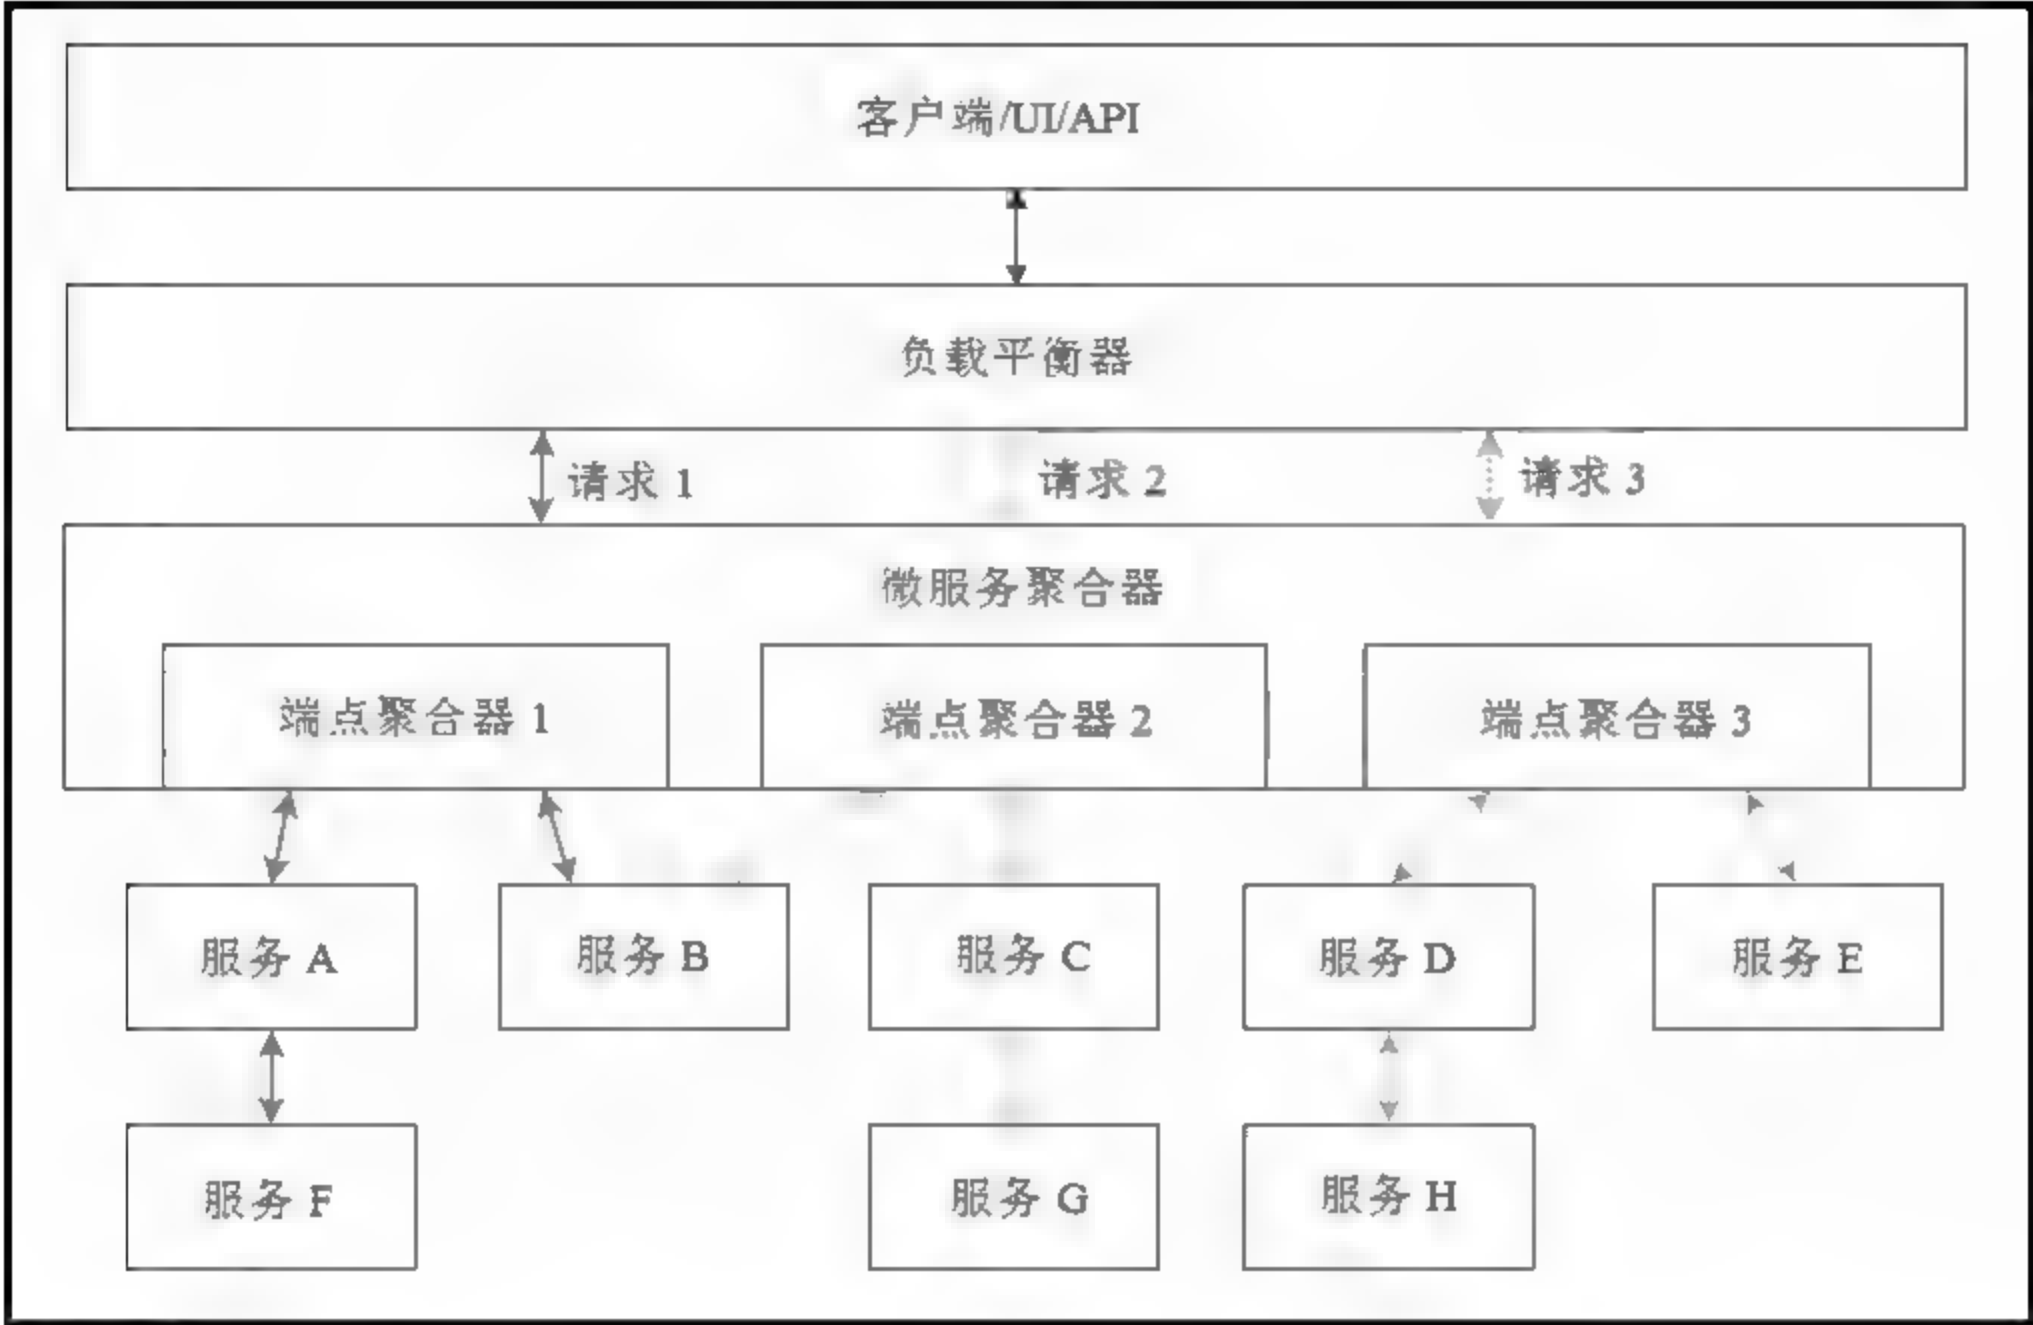 客户端/UI/API
负载平衡器
请求 1
请求 2
请求 3
微服务聚合器
端点聚合器 1
端点聚合器 2
端点聚合器 3
服务 A
服务 B
服务 C
服务 D
服务 E
服务 F
服务 G
服务 H